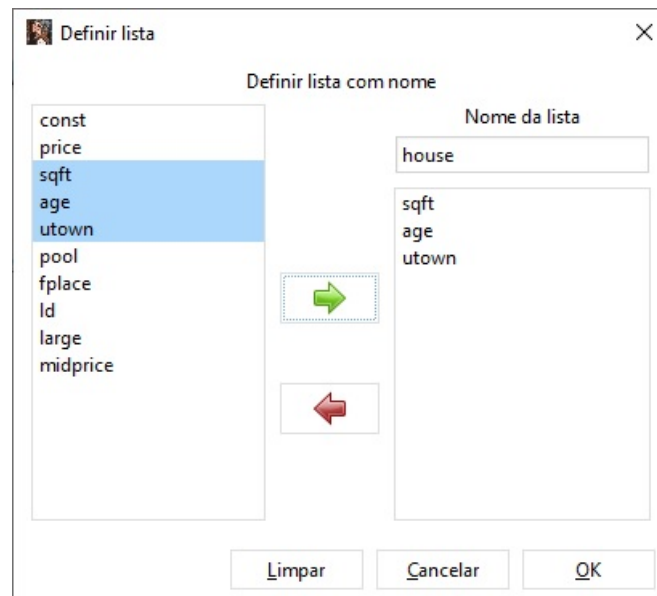 Definir lista
Definir lista com nome
const
price
sqft
age
utown
pool
fplace
ld
large
midprice
Nome da lista
house
sqft
age
utown
Limpar
Cancelar
OK